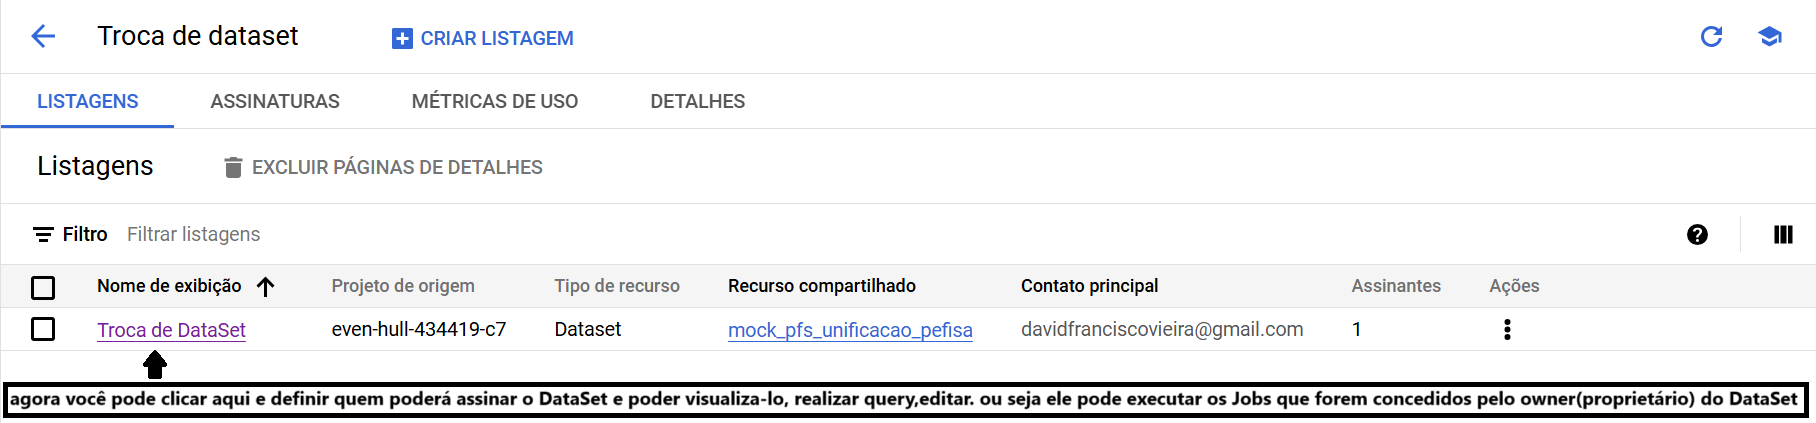 Troca de dataset CRIAR LISTAGEM
LISTAGENS ASSINATURAS MÉTRICAS DE USO DETALHES
Listagens EXCLUIR PÁGINAS DE DETALHES
Filtro Filtrar listagens
Nome de exibição Projeto de origem Tipo de recurso Recurso compartilhado Contato principal Assinantes Ações
Troca de DataSet even-hull-434419-c7 Dataset mock_pfs_unificacao_pefisa davidfranciscovieira@gmail.com 1
agora você pode clicar aqui e definir quem poderá assinar o DataSet e poder visualiza-lo, realizar query,editar. ou seja ele pode executar os Jobs que forem concedidos pelo owner(proprietário) do DataSet